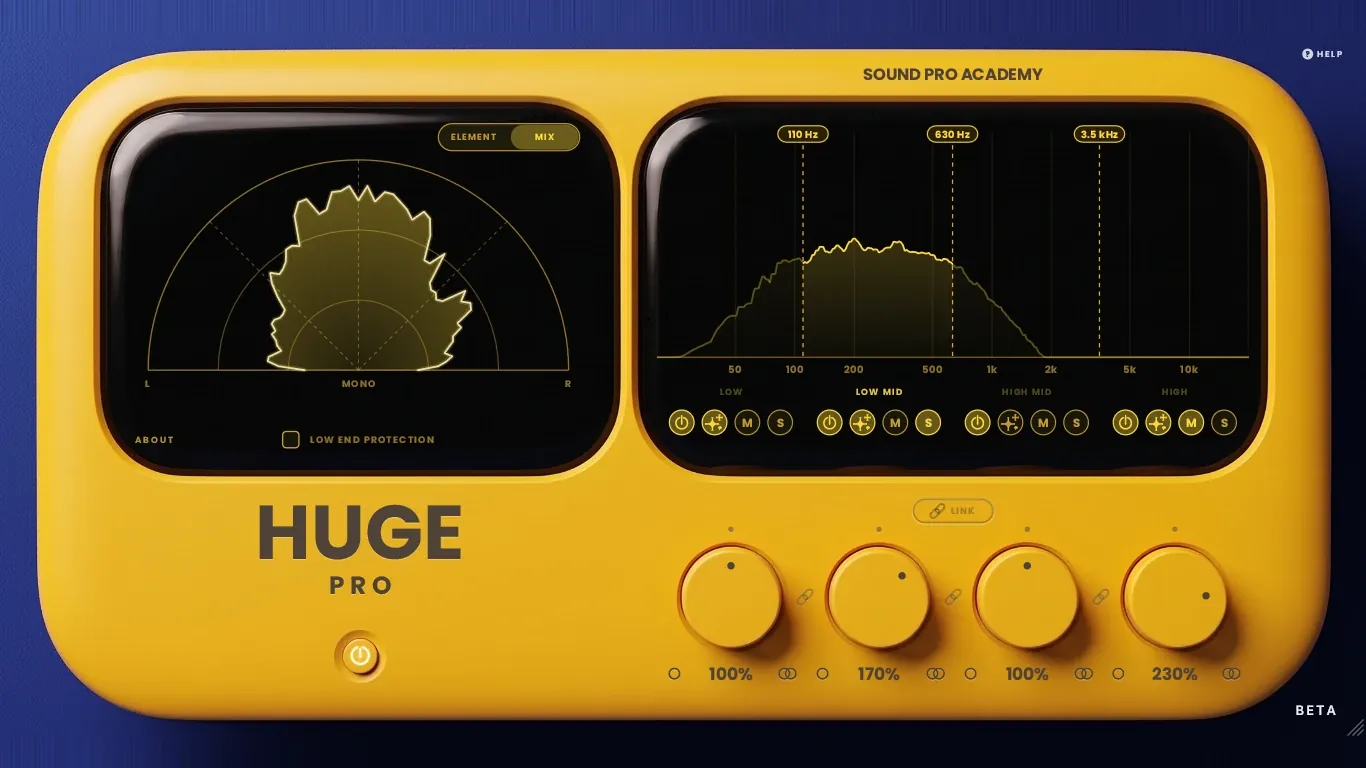 HELP
SOUND PRO ACADEMY
ELEMENT MIX
L MONO R
ABOUT LOW END PROTECTION
110 Hz 630 Hz 3.5 kHz
50 100 200 500 1k 2k 5k 10k
LOW LOW MID HIGH MID HIGH
M S M S M S M S
HUGE
PRO
LINK
100% 170% 100% 230%
BETA